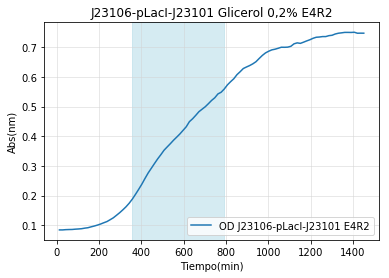 J23106-pLacI-J23101 Glicerol 0,2% E4R2
Abs(nm)
0.7
0.6
0.5
0.4
0.3
0.2
0.1
0 200 400 600 800 1000 1200 1400
Tiempo(min)
OD J23106-pLacI-J23101 E4R2